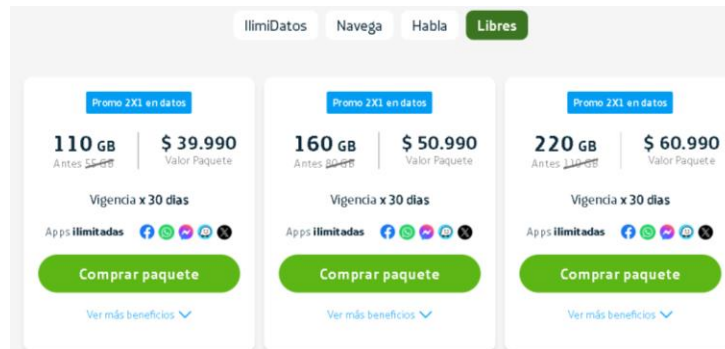 IlimiDatos Navega Habla Libres
Promo 2X1 en datos
110 GB $ 39.990
Antes 55 GB Valor Paquete
Vigencia x 30 dias
Apps ilimitadas
Comprar paquete
Ver más beneficios
Promo 2X1 en datos
160 GB $ 50.990
Antes 80 GB Valor Paquete
Vigencia x 30 dias
Apps ilimitadas
Comprar paquete
Ver más beneficios
Promo 2X1 en datos
220 GB $ 60.990
Antes 110 GB Valor Paquete
Vigencia x 30 dias
Apps ilimitadas
Comprar paquete
Ver más beneficios